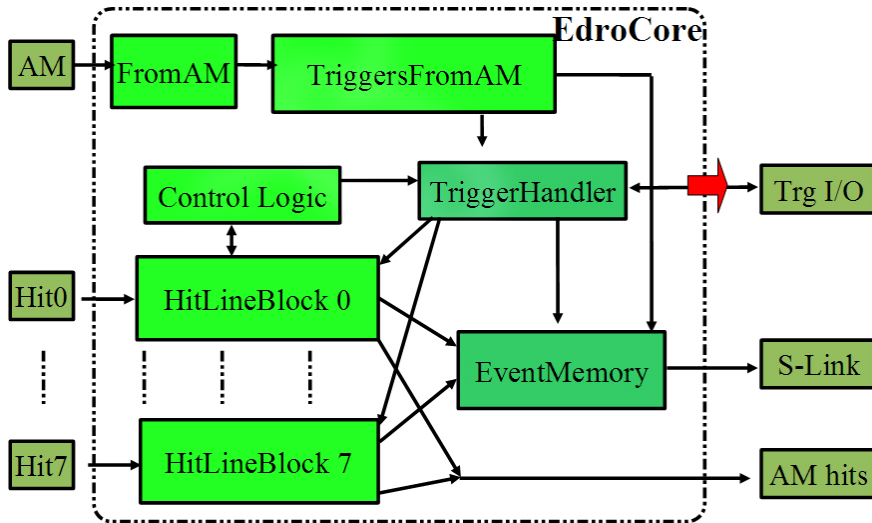 EdroCore
AM
FromAM
TriggersFromAM
Control Logic
TriggerHandler
Trg I/O
Hit0
HitLineBlock 0
EventMemory
S-Link
Hit7
HitLineBlock 7
AM hits